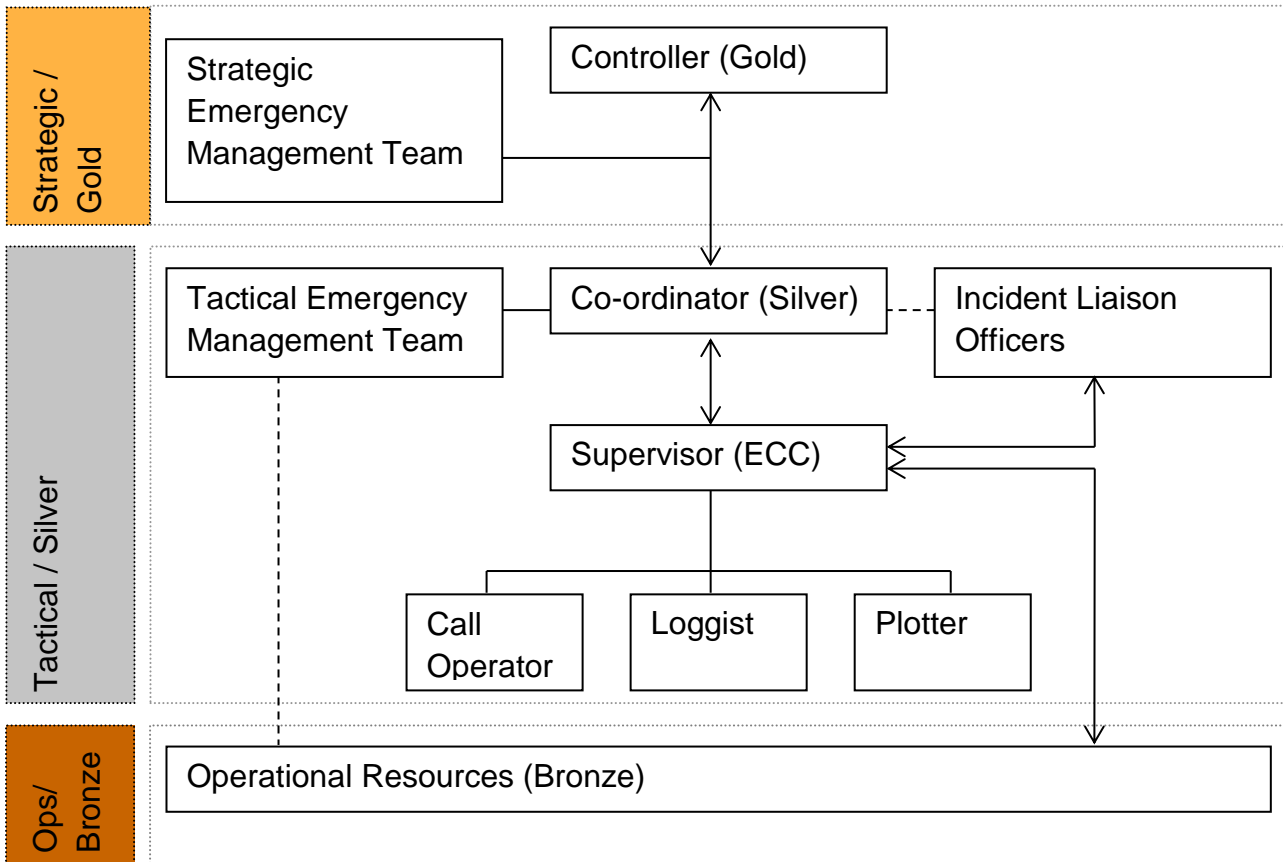 Strategic /
Gold
Strategic
Emergency
Management Team
Controller (Gold)
Tactical / Silver
Tactical Emergency
Management Team
Co-ordinator (Silver)
Incident Liaison
Officers
Supervisor (ECC)
Call
Operator
Loggist
Plotter
Ops/
Bronze
Operational Resources (Bronze)